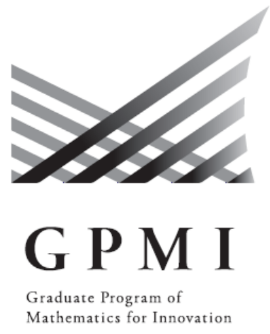 GPMI
Graduate Program of
Mathematics for Innovation